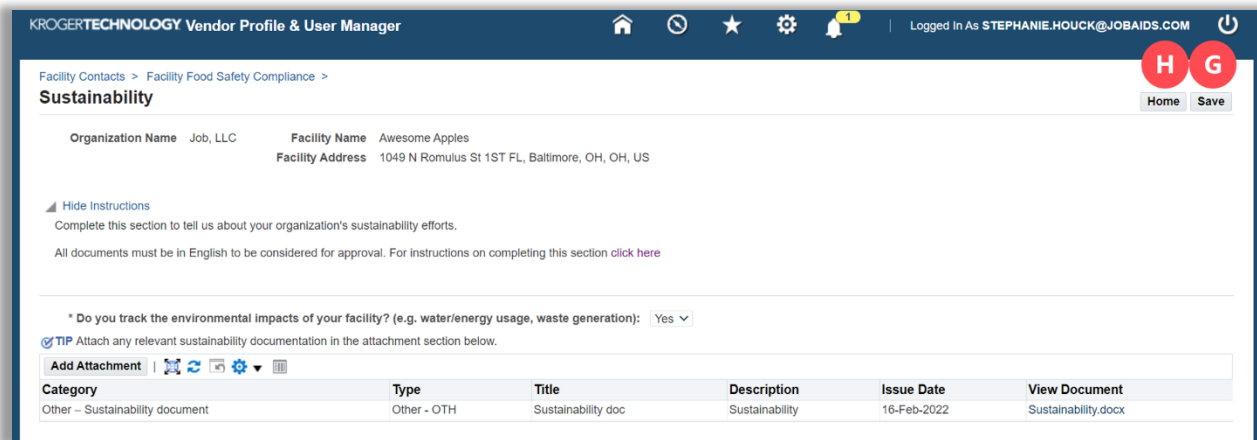 KROGERTECHNOLOGY. Vendor Profile & User Manager
1
Logged In As STEPHANIE.HOUCK@JOBAIDS.COM
H G
Facility Contacts > Facility Food Safety Compliance >
Sustainability
Home Save
Organization Name Job, LLC Facility Name Awesome Apples
Facility Address 1049 N Romulus St 1ST FL, Baltimore, OH, OH, US
Hide Instructions
Complete this section to tell us about your organization's sustainability efforts.
All documents must be in English to be considered for approval. For instructions on completing this section click here
* Do you track the environmental impacts of your facility? (e.g. water/energy usage, waste generation): Yes
TIP Attach any relevant sustainability documentation in the attachment section below.
Add Attachment
Category Type Title Description Issue Date View Document
Other – Sustainability document Other - OTH Sustainability doc Sustainability 16-Feb-2022 Sustainability.docx